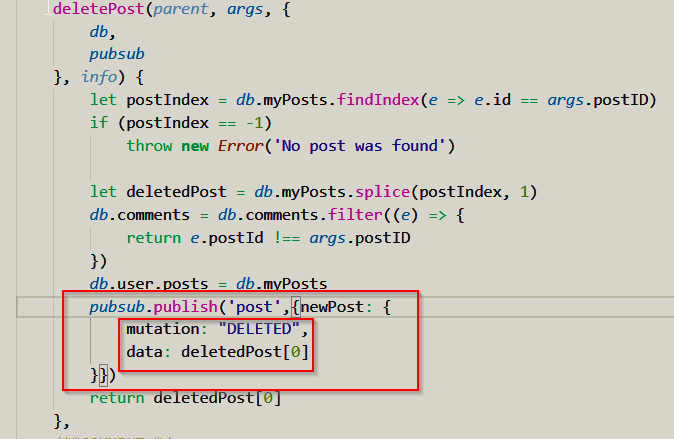 deletePost(parent, args, {
db,
pubsub
}, info) {
let postIndex = db.myPosts.findIndex(e => e.id == args.postID)
if (postIndex == -1)
throw new Error('No post was found')
let deletedPost = db.myPosts.splice(postIndex, 1)
db.comments = db.comments.filter((e) => {
return e.postId !== args.postID
})
db.user.posts = db.myPosts
pubsub.publish('post',{newPost: {
mutation: "DELETED",
data: deletedPost[0]
}})
return deletedPost[0]
},